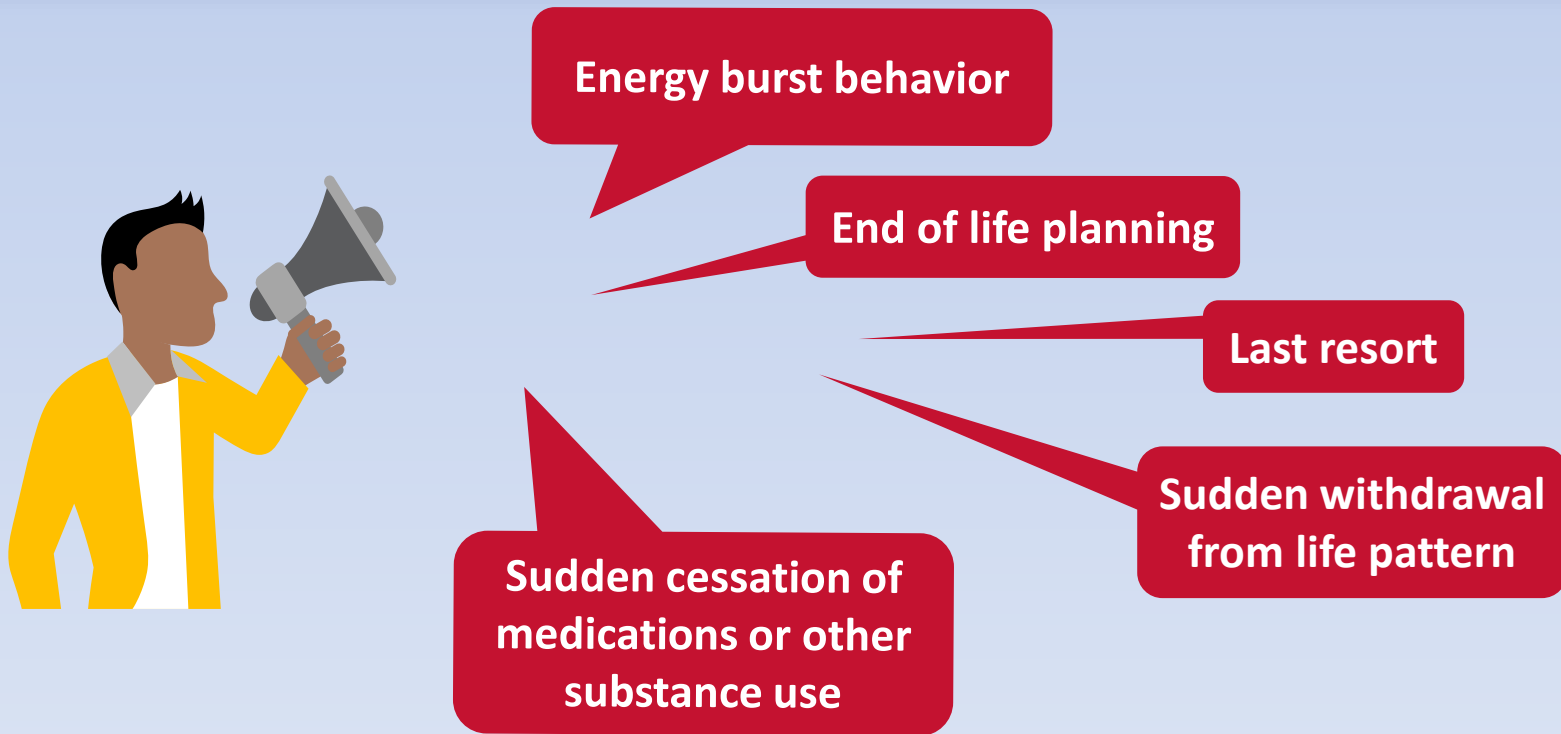 Energy burst behavior
End of life planning
Last resort
Sudden withdrawal
from life pattern
Sudden cessation of
medications or other
substance use